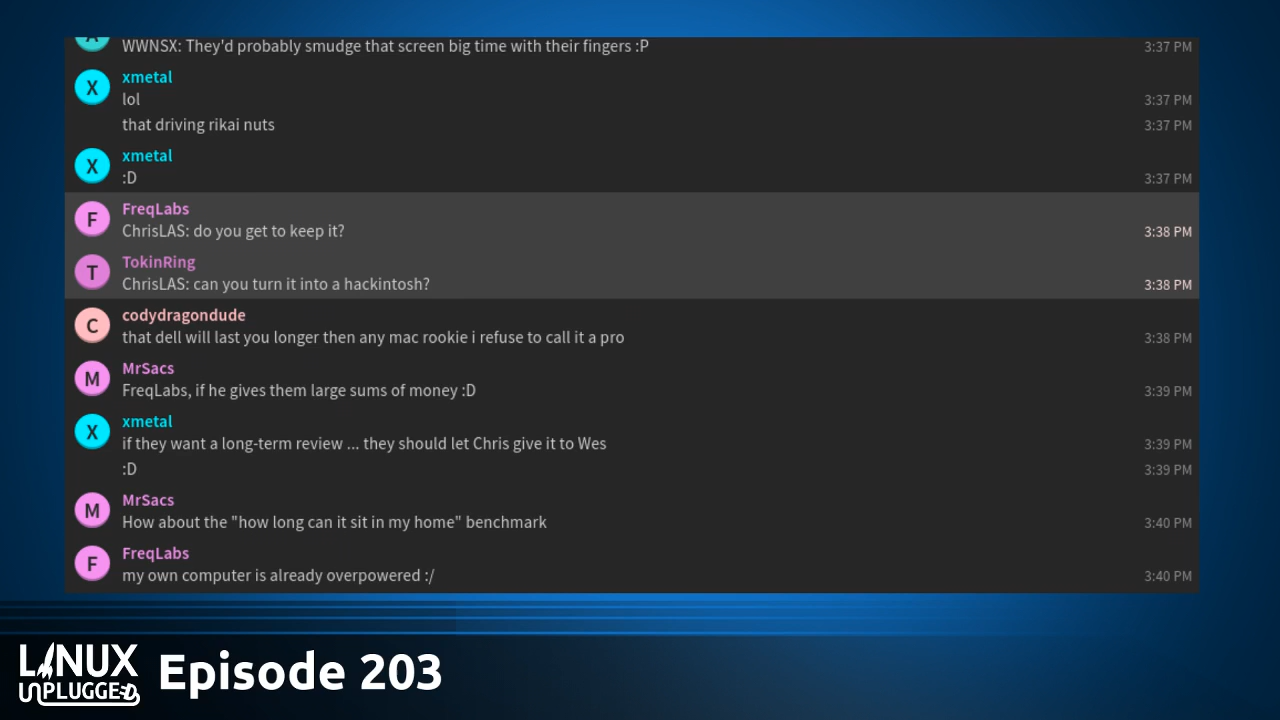 WWNSX: They'd probably smudge that screen big time with their fingers :P 3:37 PM
X xmetal
lol 3:37 PM
that driving rikai nuts 3:37 PM
X xmetal
:D 3:37 PM
F FreqLabs
ChrisLAS: do you get to keep it? 3:38 PM
T TokinRing
ChrisLAS: can you turn it into a hackintosh? 3:38 PM
C codydragondude
that dell will last you longer then any mac rookie i refuse to call it a pro 3:38 PM
M MrSacs
FreqLabs, if he gives them large sums of money :D 3:39 PM
X xmetal
if they want a long-term review ... they should let Chris give it to Wes 3:39 PM
:D 3:39 PM
M MrSacs
How about the "how long can it sit in my home" benchmark 3:40 PM
F FreqLabs
my own computer is already overpowered :/ 3:40 PM
LINUX
UNPLUGGED
Episode 203